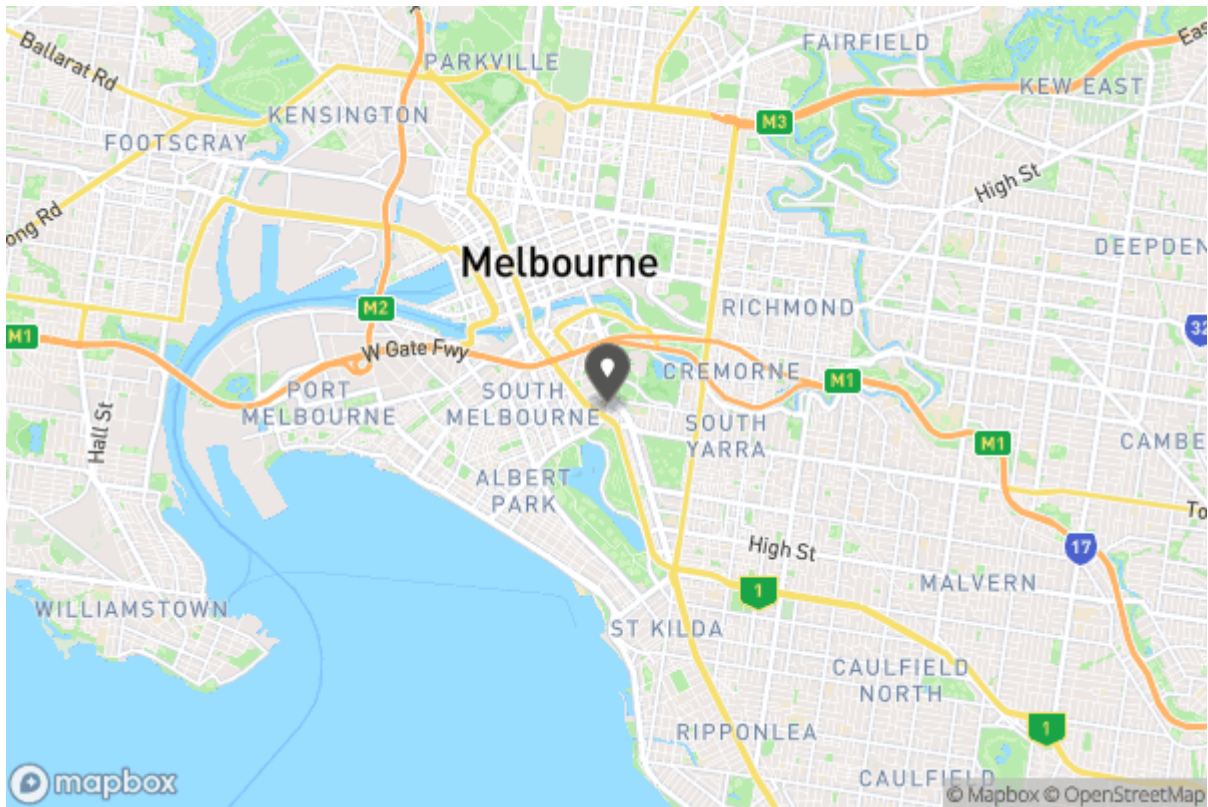 Ballarat Rd
PARKVILLE
FAIRFIELD
KENSINGTON
KEW EAST
FOOTSCRAY
M3
High St
ong Rd
DEEPDEN
Melbourne
M2
RICHMOND
M1
W Gate Fwy
32
PORT
MELBOURNE
SOUTH
MELBOURNE
CREMORNE
M1
Hall St
SOUTH
YARRA
M1
CAMBE
ALBERT
PARK
To
High St
17
1
MALVERN
WILLIAMSTOWN
ST KILDA
CAULFIELD
NORTH
RIPPONLEA
1
CAULFIELD
mapbox
© Mapbox © OpenStreetMap